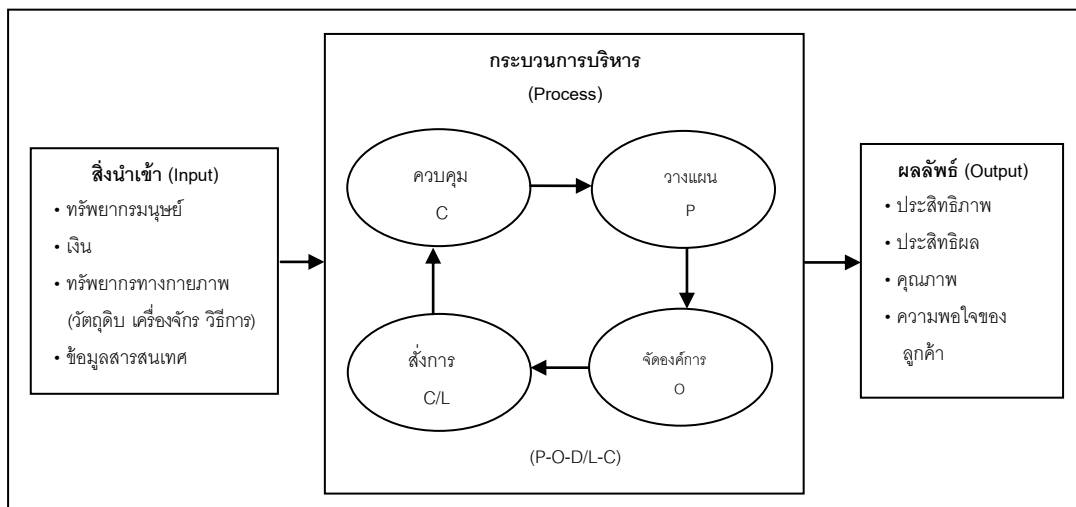 กระบวนการบริหาร
(Process)
สิ่งนำเข้า (Input)
• ทรัพยากรมนุษย์
• เงิน
• ทรัพยากรทางกายภาพ
(วัตถุดิบ เครื่องจักร วิธีการ)
• ข้อมูลสารสนเทศ
ควบคุม
C
วางแผน
P
สั่งการ
C/L
จัดองค์การ
O
(P-O-D/L-C)
ผลลัพธ์ (Output)
• ประสิทธิภาพ
• ประสิทธิผล
• คุณภาพ
• ความพอใจของ
ลูกค้า